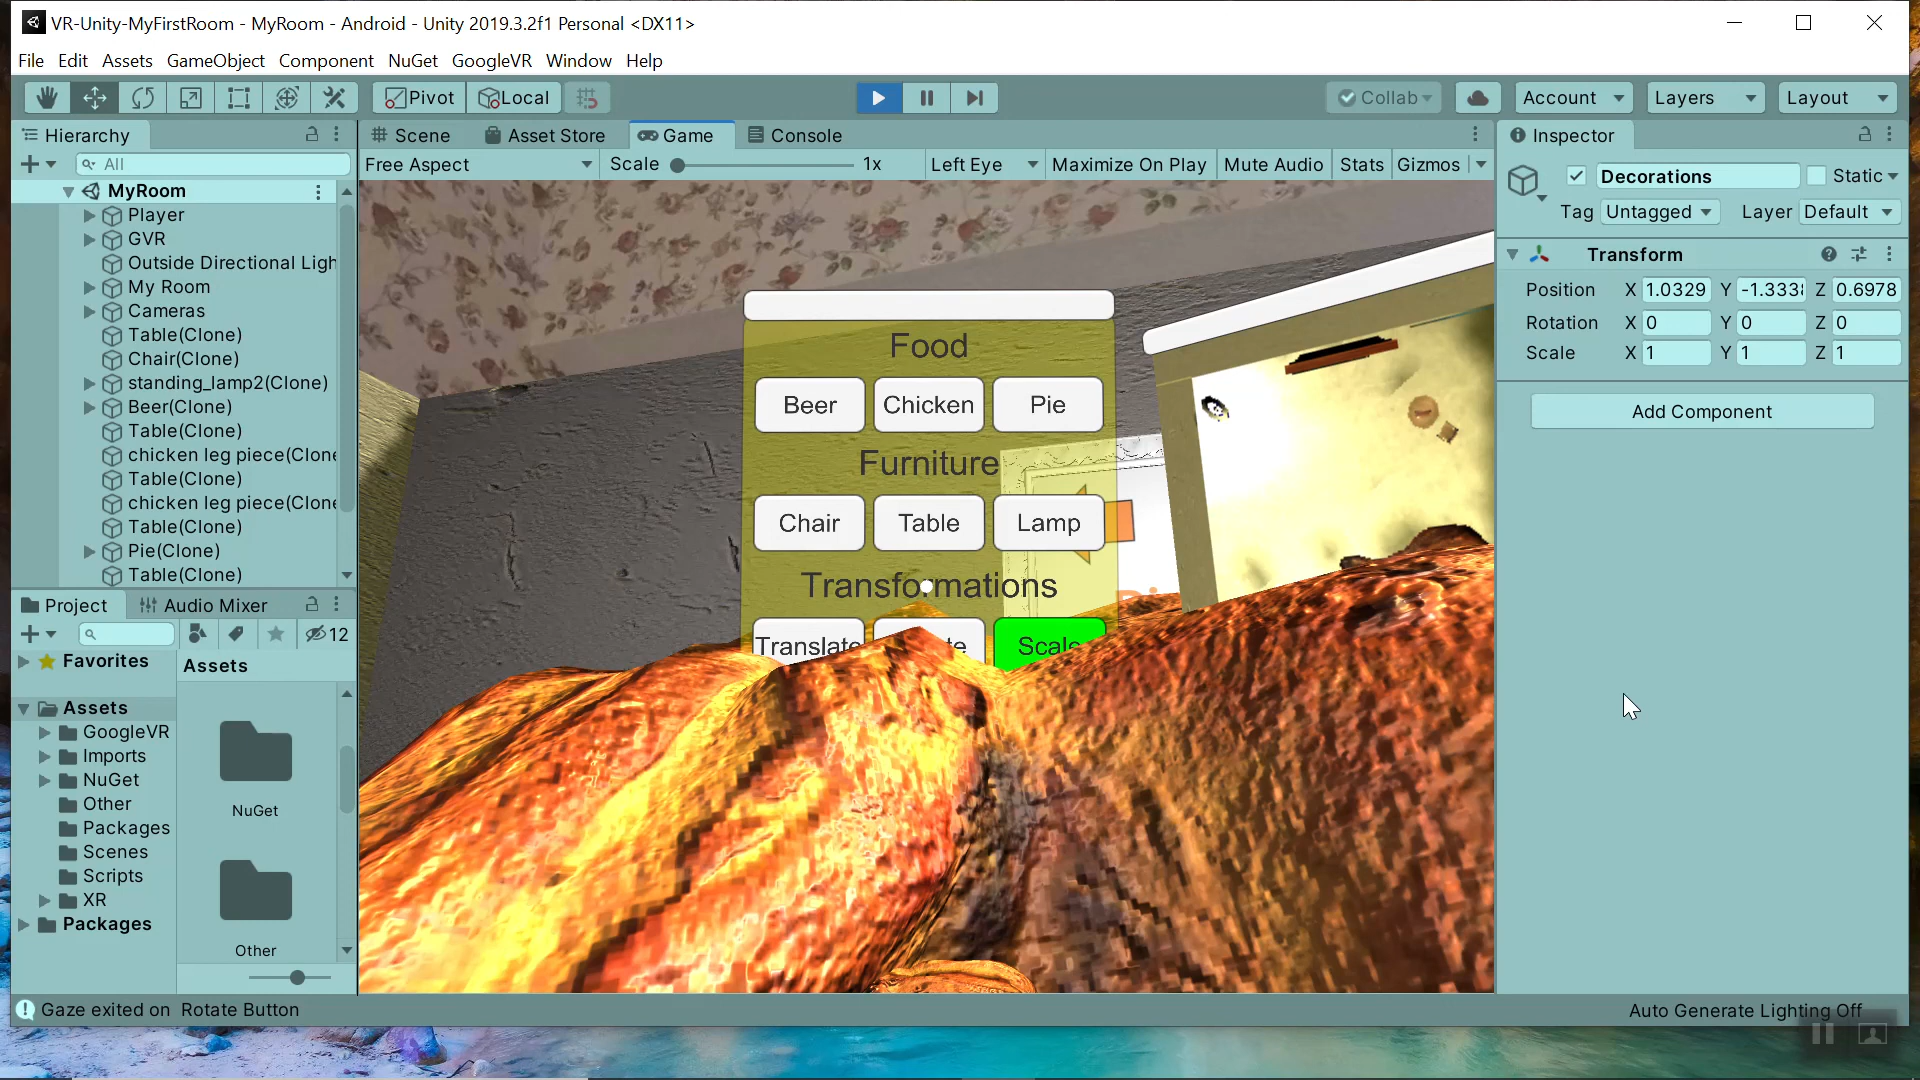 VR-Unity-MyFirstRoom - MyRoom - Android - Unity 2019.3.2f1 Personal <DX11>
File Edit Assets GameObject Component NuGet GoogleVR Window Help
Pivot Local Collab Account Layers Layout
Hierarchy
All
MyRoom
Player
GVR
Outside Directional Ligh
My Room
Cameras
Table(Clone)
Chair(Clone)
standing_lamp2(Clone)
Beer(Clone)
Table(Clone)
chicken leg piece(Clone
Table(Clone)
chicken leg piece(Clone
Table(Clone)
Pie(Clone)
Table(Clone)
Project Audio Mixer
12
Favorites
Assets
GoogleVR
Imports
NuGet
Other
Packages
Scenes
Scripts
XR
Packages
Assets
NuGet
Other
Scene Asset Store Game Console
Free Aspect Scale 1x Left Eye Maximize On Play Mute Audio Stats Gizmos
Food
Beer Chicken Pie
Furniture
Chair Table Lamp
Transformations
Translate Scale
Inspector
Decorations Static
Tag Untagged Layer Default
Transform
Position X 1.0329 Y -1.333 Z 0.6978
Rotation X 0 Y 0 Z 0
Scale X 1 Y 1 Z 1
Add Component
Gaze exited on Rotate Button
Auto Generate Lighting Off